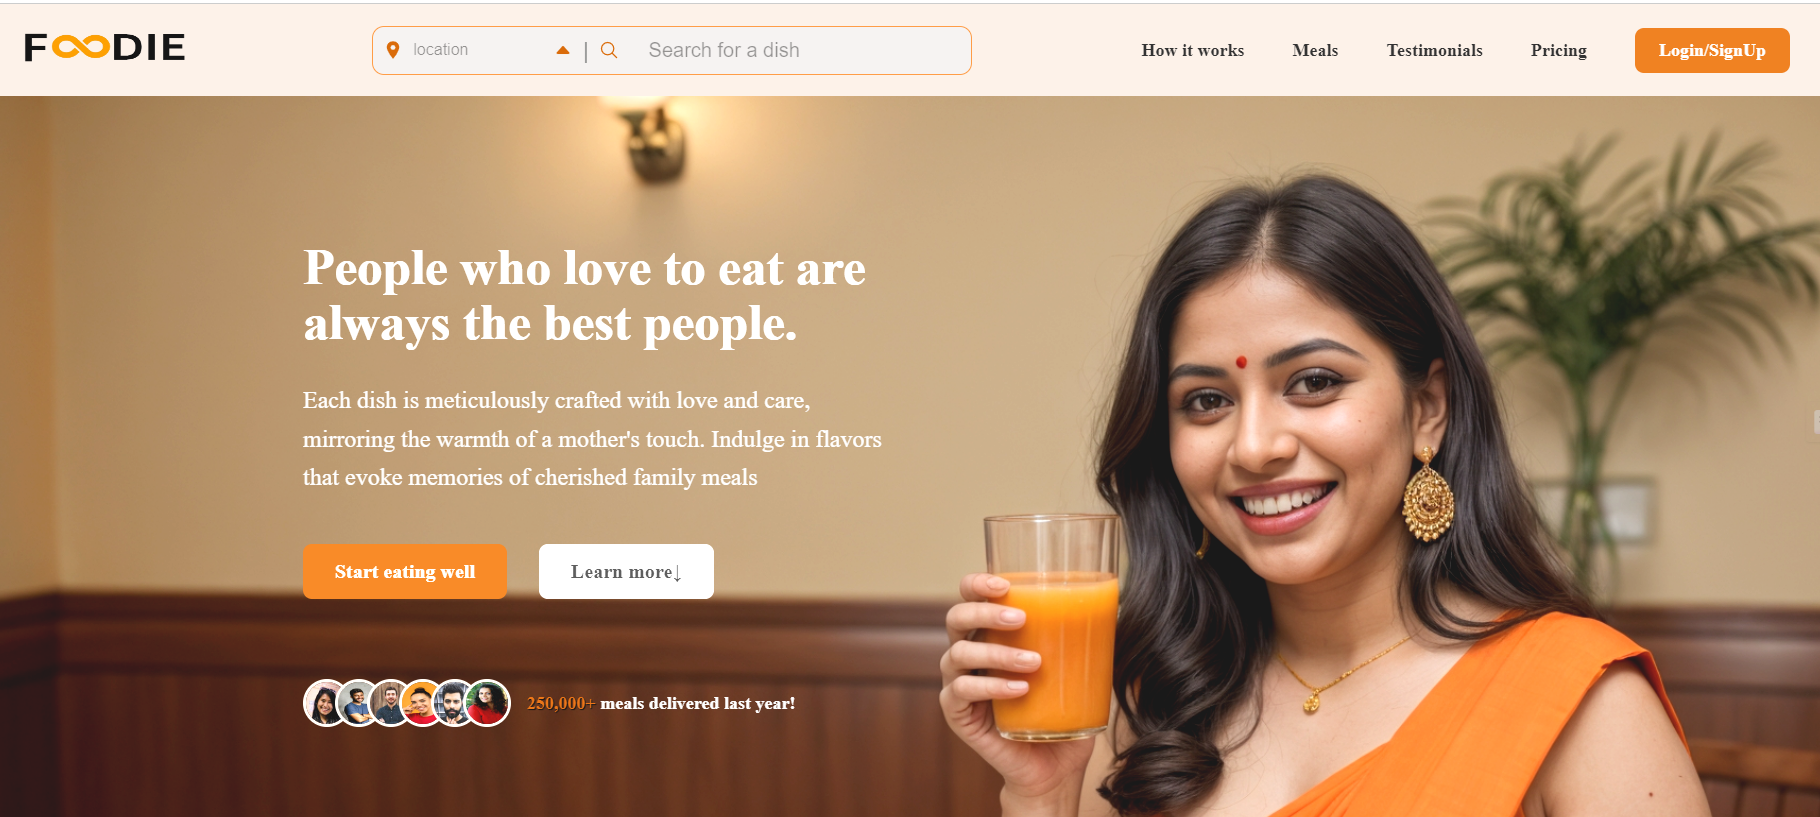 FOODIE
location
|
Search for a dish
How it works
Meals
Testimonials
Pricing
Login/SignUp
People who love to eat are
always the best people.
Each dish is meticulously crafted with love and care,
mirroring the warmth of a mother's touch. Indulge in flavors
that evoke memories of cherished family meals
Start eating well
Learn more↓
250,000+ meals delivered last year!